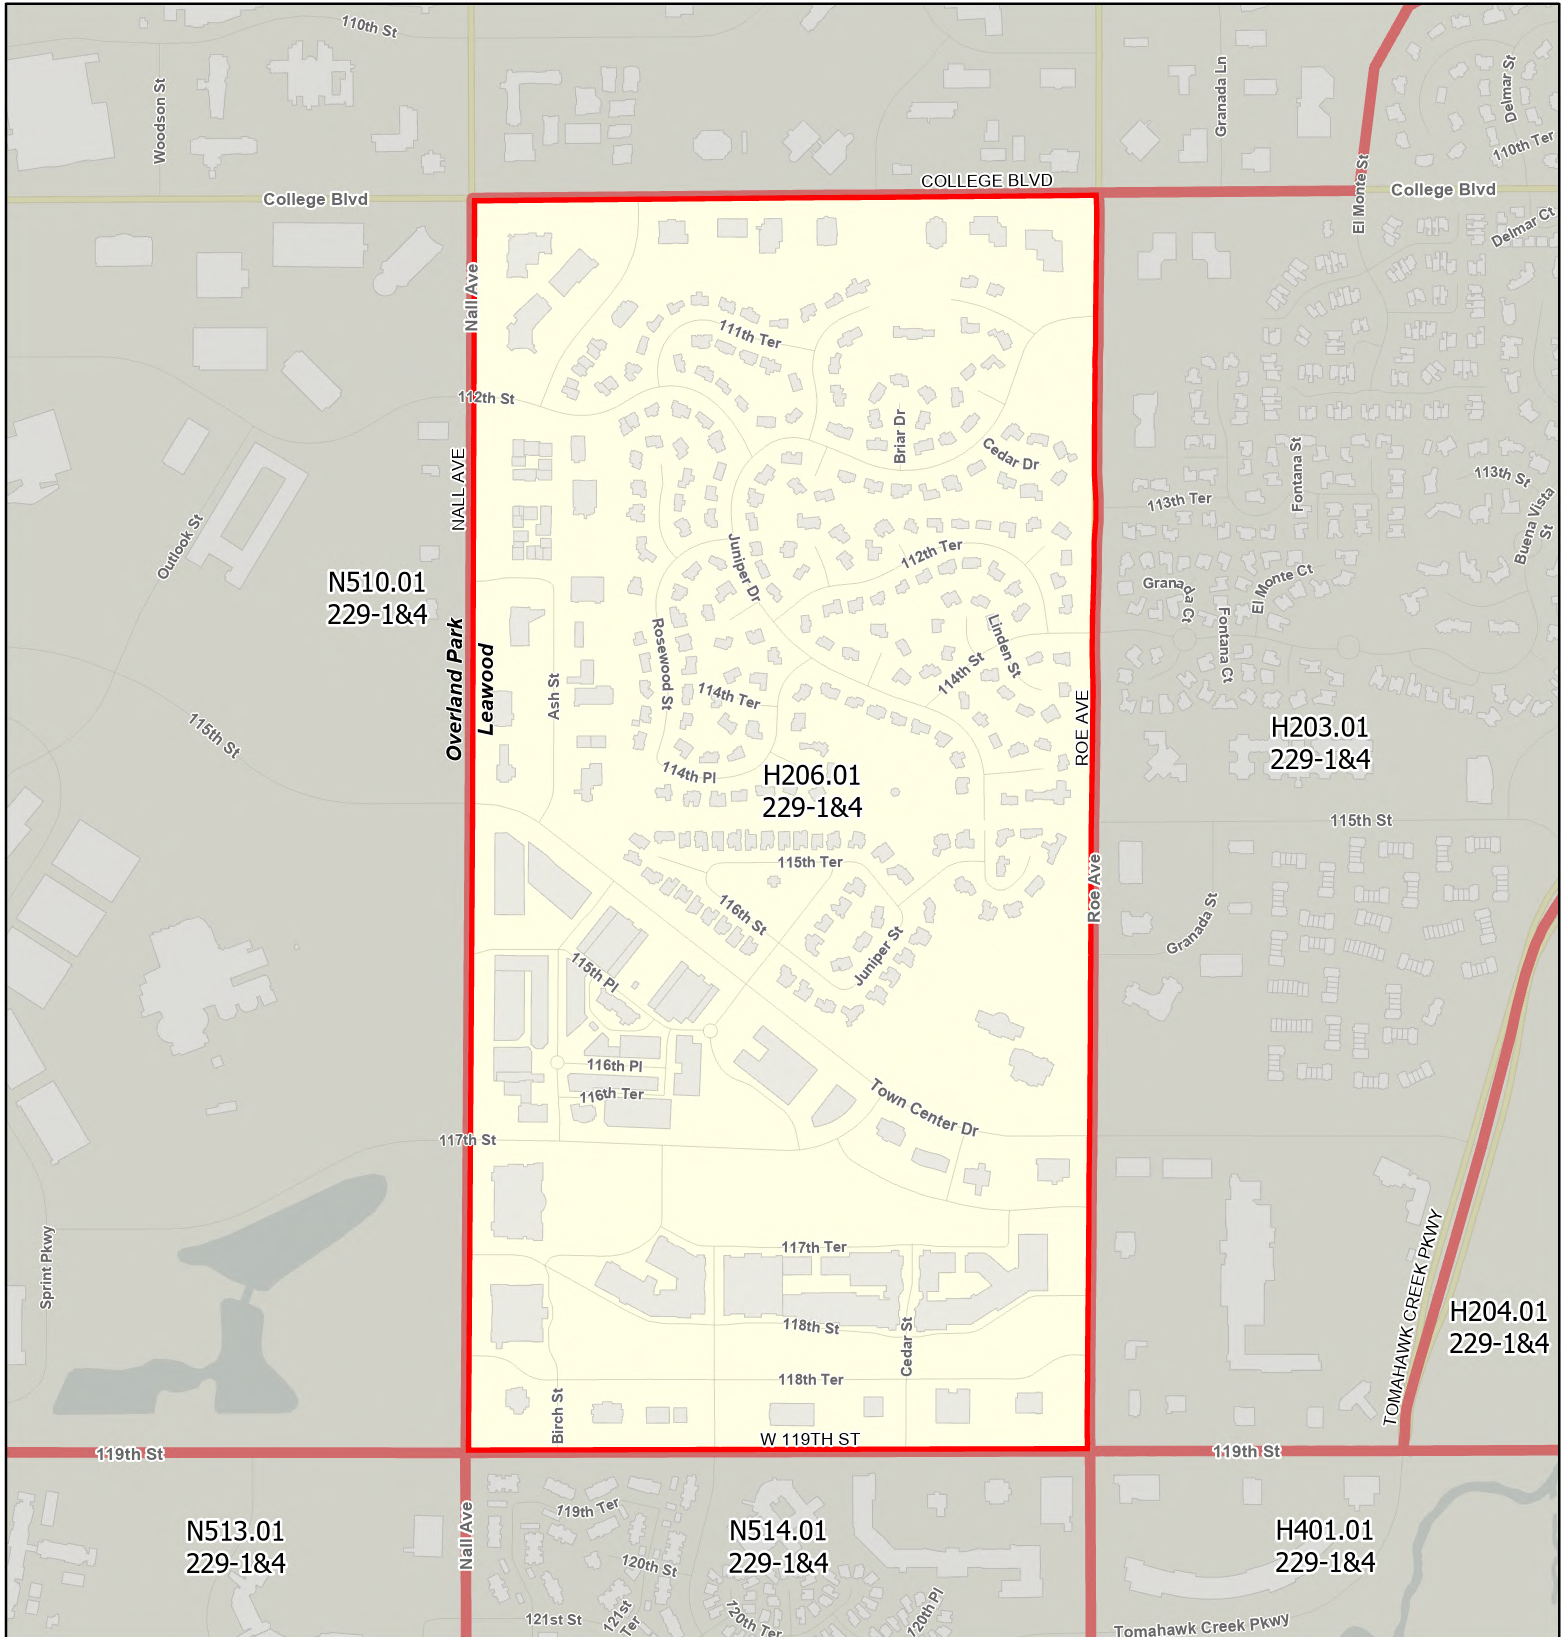 110th St
Woodson St
Granada Ln
Delmar St
110th Ter
El Monte St
COLLEGE BLVD
College Blvd
College Blvd
Delmar Ct
Nall Ave
111th Ter
112th St
Briar Dr
Cedar Dr
NALL AVE
Fontana St
113th St
113th Ter
Buena Vista
St
Outlook St
Juniper Dr
112th Ter
N510.01
229-1&4
Granada Ct
El Monte Ct
Fontana Ct
Overland Park
Leawood
Rosewood St
Linden St
114th St
Ash St
114th Ter
115th St
ROE AVE
H203.01
229-1&4
114th Pl
H206.01
229-1&4
115th St
115th Ter
Roe Ave
116th St
Granada St
Juniper St
115th Pl
116th Pl
116th Ter
Town Center Dr
117th St
Sprint Pkwy
117th Ter
TOMAHAWK CREEK PKWY
H204.01
229-1&4
118th St
Cedar St
118th Ter
Birch St
W 119TH ST
119th St
119th St
Nall Ave
119th Ter
N513.01
229-1&4
N514.01
229-1&4
H401.01
229-1&4
120th St
121st St
121st
Ter
120th Ter
120th Pl
Tomahawk Creek Pkwy